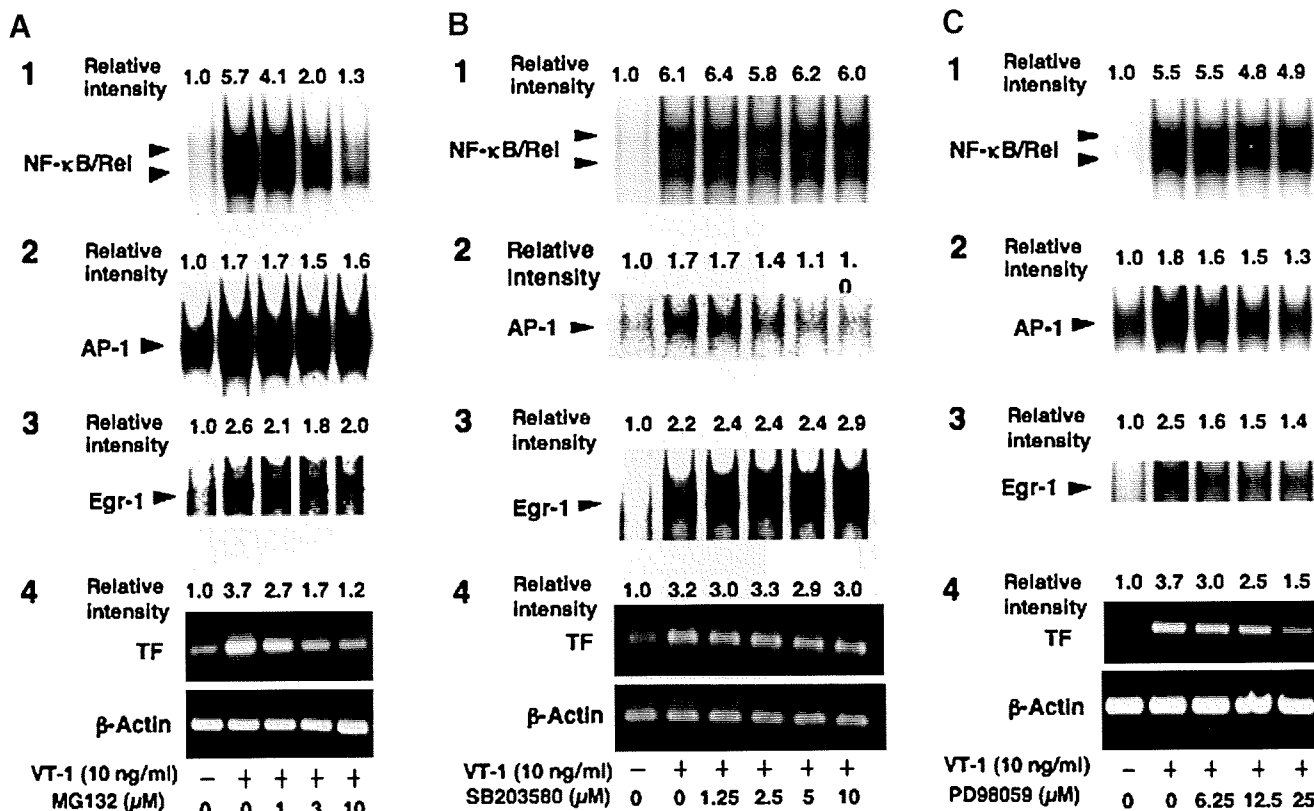 A
1 Relative intensity 1.0 5.7 4.1 2.0 1.3
NF-κB/Rel
2 Relative intensity 1.0 1.7 1.7 1.5 1.6
AP-1
3 Relative intensity 1.0 2.6 2.1 1.8 2.0
Egr-1
4 Relative intensity 1.0 3.7 2.7 1.7 1.2
TF
β-Actin
VT-1 (10 ng/ml) − + + + +
MG132 (μM) 0 0 1 3 10
B
1 Relative intensity 1.0 6.1 6.4 5.8 6.2 6.0
NF-κB/Rel
2 Relative intensity 1.0 1.7 1.7 1.4 1.1 1.0
AP-1
3 Relative intensity 1.0 2.2 2.4 2.4 2.4 2.9
Egr-1
4 Relative intensity 1.0 3.2 3.0 3.3 2.9 3.0
TF
β-Actin
VT-1 (10 ng/ml) − + + + + +
SB203580 (μM) 0 0 1.25 2.5 5 10
C
1 Relative intensity 1.0 5.5 5.5 4.8 4.9
NF-κB/Rel
2 Relative intensity 1.0 1.8 1.6 1.5 1.3
AP-1
3 Relative intensity 1.0 2.5 1.6 1.5 1.4
Egr-1
4 Relative intensity 1.0 3.7 3.0 2.5 1.5
TF
β-Actin
VT-1 (10 ng/ml) − + + + +
PD98059 (μM) 0 0 6.25 12.5 25